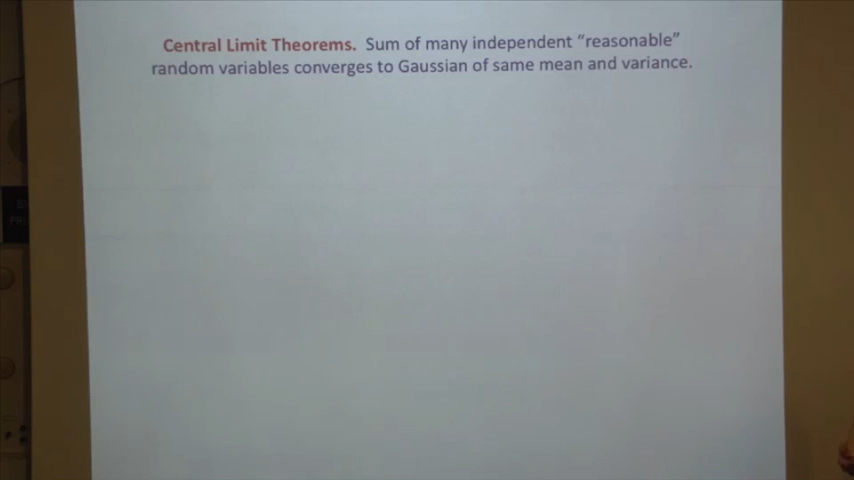 Central Limit Theorems. Sum of many independent “reasonable”
random variables converges to Gaussian of same mean and variance.